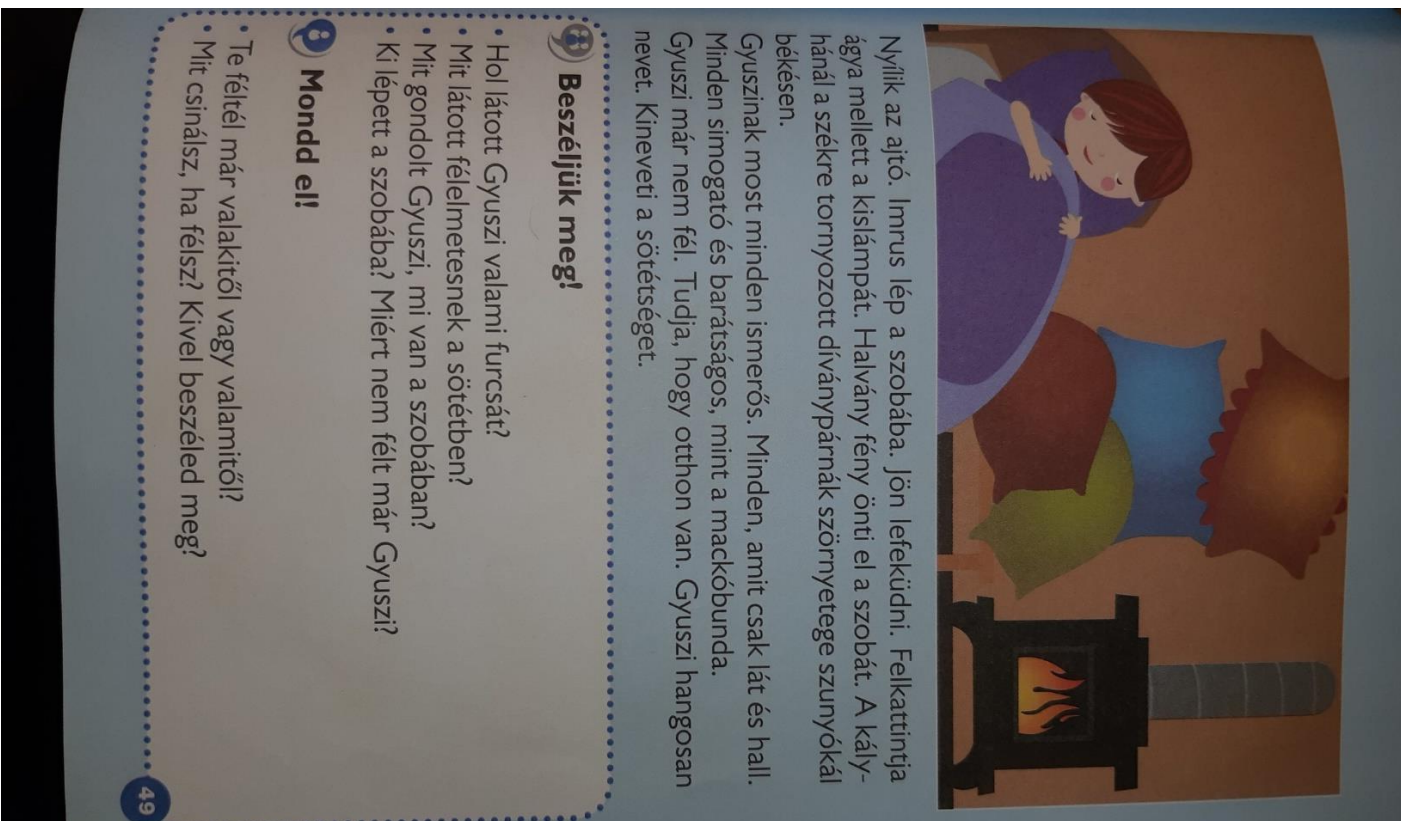 Nyílik az ajtó. Imrus lép a szobába. Jön lefeküdni. Felkattintja
ágya mellett a kislámpát. Halvány fény önti el a szobát. A kály-
hánál a székre tornyozott díványpárnák szörnyetege szunyókál
békésen.
Gyuszinak most minden ismerős. Minden, amit csak lát és hall.
Minden simogató és barátságos, mint a mackóbunda.
Gyuszi már nem fél. Tudja, hogy otthon van. Gyuszi hangosan
nevet. Kineveti a sötétséget.
Beszéljük meg!
• Hol látott Gyuszi valami furcsát?
• Mit látott félelmetesnek a sötétben?
• Mit gondolt Gyuszi, mi van a szobában?
• Ki lépett a szobába? Miért nem félt már Gyuszi?
Mondd el!
• Te féltél már valakitől vagy valamitől?
• Mit csinálsz, ha félsz? Kivel beszéled meg?
49